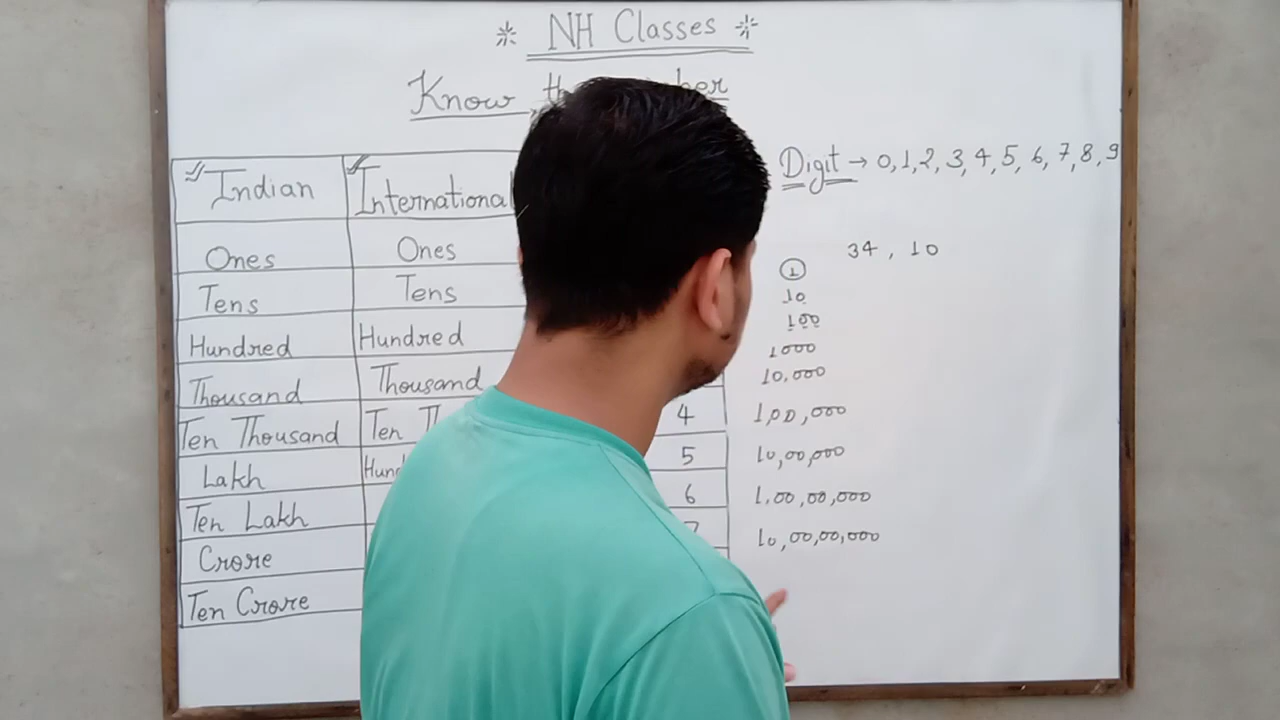 NH Classes
Know
Digit → 0, 1, 2, 3, 4, 5, 6, 7, 8, 9
Indian International
Ones Ones
Tens Tens
Hundred Hundred
Thousand Thousand
Ten Thousand Ten
Lakh
Ten Lakh
Crore
Ten Crore
4
5
6
7
34, 10
1
10
100
1000
10,000
1,00,000
10,00,000
1,00,00,000
10,00,00,000